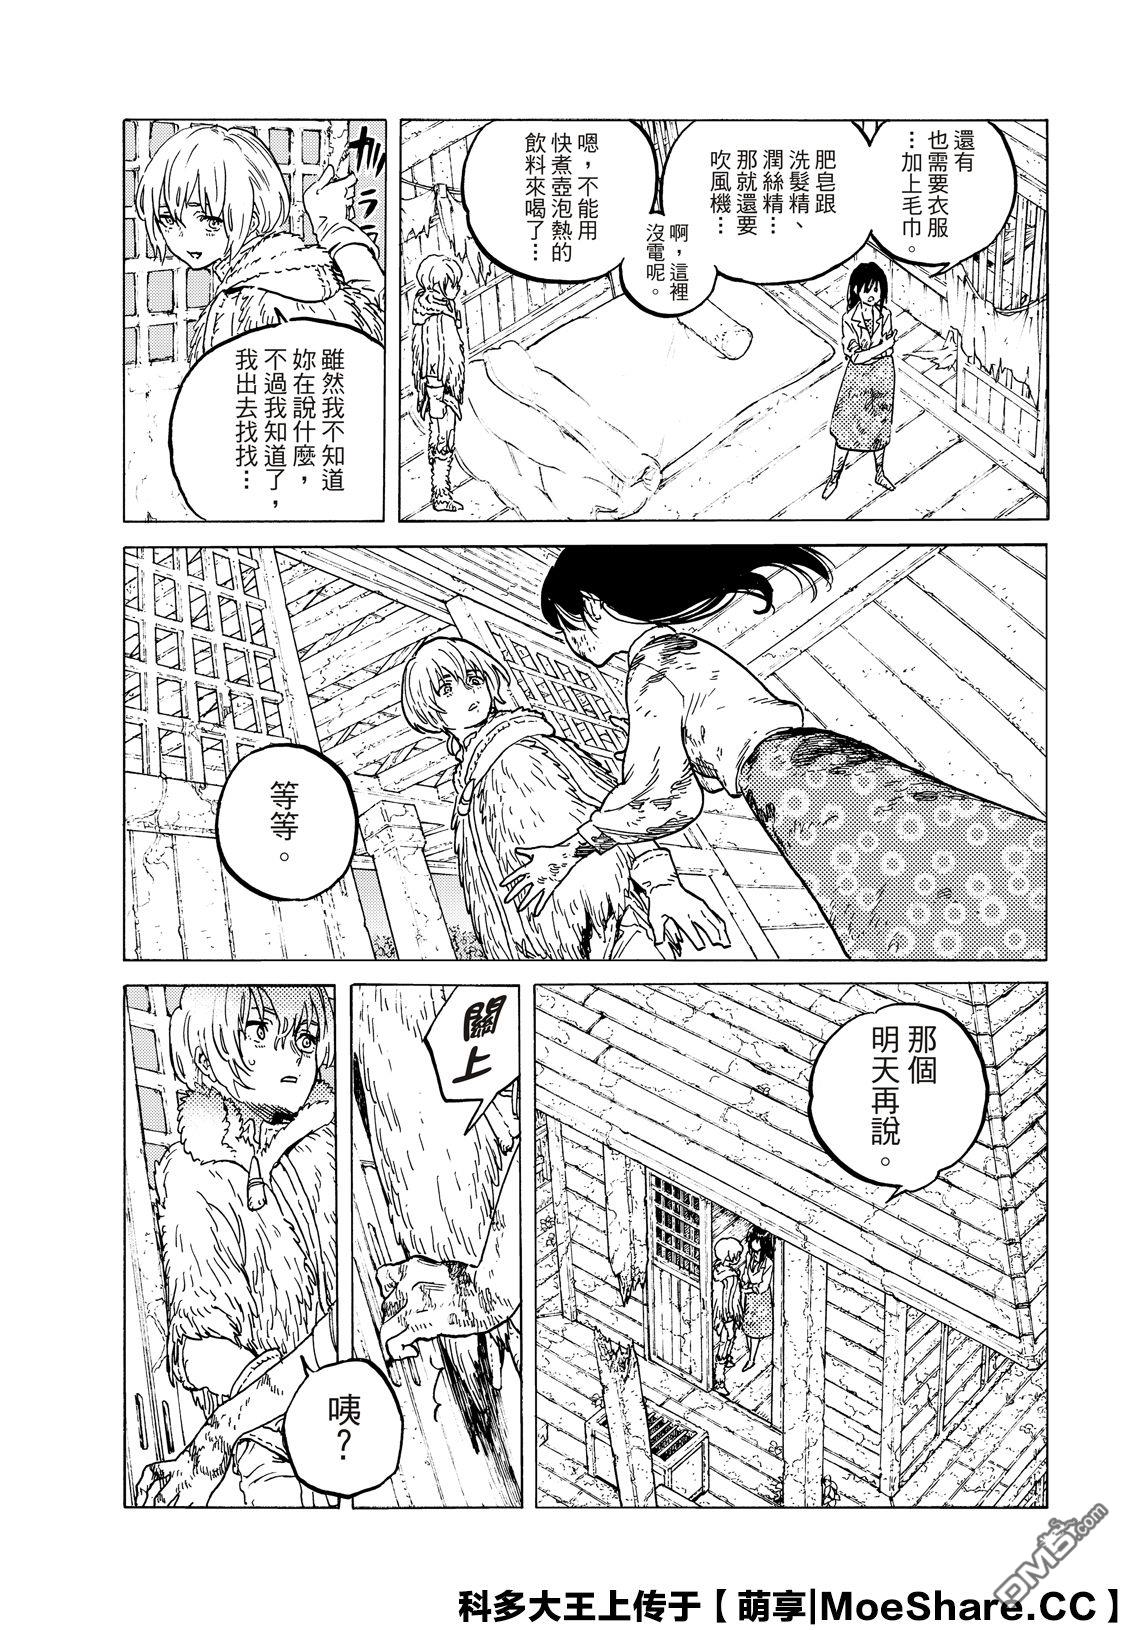 還有
也需要衣服
…加上毛巾。
肥皂跟
洗髮精、
潤絲精…
那就還要
吹風機…
啊，這裡
沒電呢。
嗯，不能用
快煮壺泡熱的
飲料來喝了…
カ゛ラ
雖然我不知道
妳在說什麼，
不過我知道了，
我出去找找…
等等。
那個
明天再說。
關上
咦？
DM5.com
科多大王上传于【萌享|MoeShare.CC】